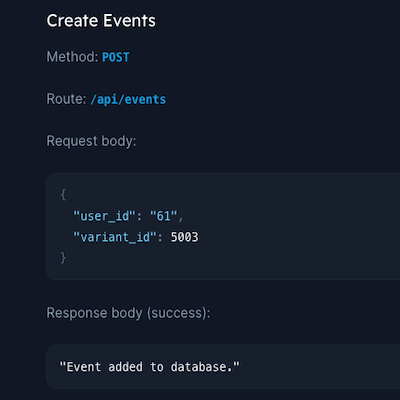 Create Events
Method: POST
Route: /api/events
Request body:
{
"user_id": "61",
"variant_id": 5003
}
Response body (success):
"Event added to database."